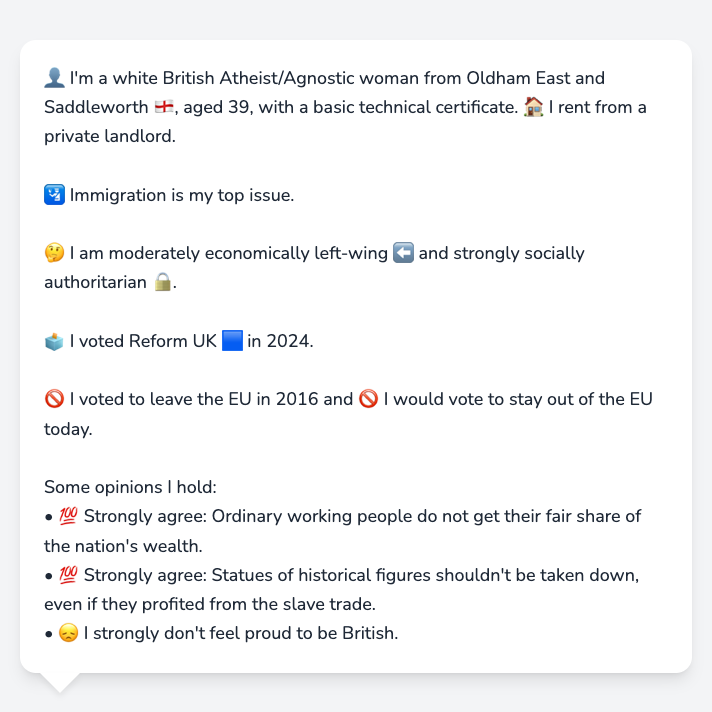 👤 I'm a white British Atheist/Agnostic woman from Oldham East and
Saddleworth 🏴󠁧󠁢󠁥󠁮󠁧󠁿, aged 39, with a basic technical certificate. 🏠 I rent from a
private landlord.
🛂 Immigration is my top issue.
🤔 I am moderately economically left-wing ⬅️ and strongly socially
authoritarian 🔒.
🗳️ I voted Reform UK 🟦 in 2024.
🚫 I voted to leave the EU in 2016 and 🚫 I would vote to stay out of the EU
today.
Some opinions I hold:
• 💯 Strongly agree: Ordinary working people do not get their fair share of
the nation's wealth.
• 💯 Strongly agree: Statues of historical figures shouldn't be taken down,
even if they profited from the slave trade.
• 😞 I strongly don't feel proud to be British.